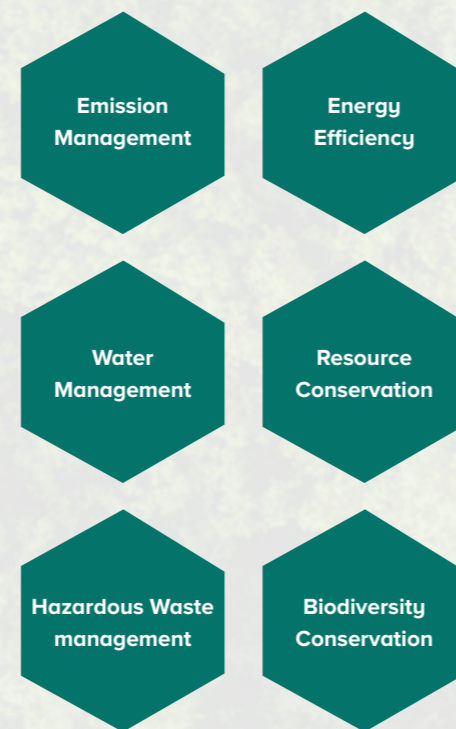 Emission
Management
Energy
Efficiency
Water
Management
Resource
Conservation
Hazardous Waste
management
Biodiversity
Conservation